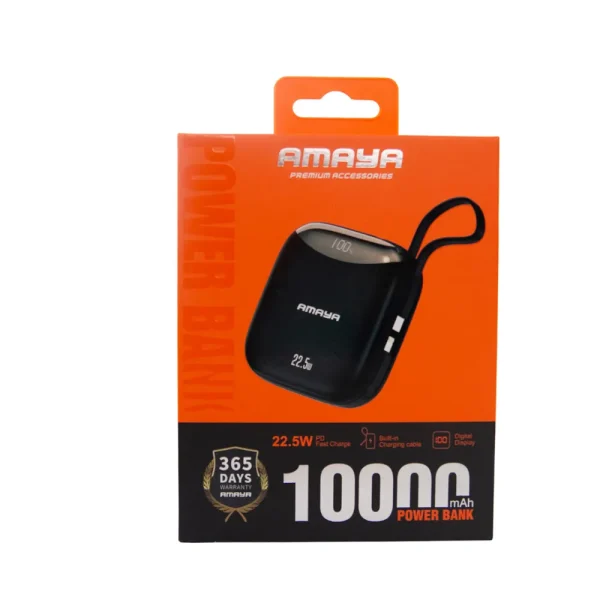 AMAYA
PREMIUM ACCESSORIES
POWER BANK
100%
AMAYA
22.5W
22.5W PD
Fast Charge
Built-in
Charging cable
100
Digital
Display
365
DAYS
WARRANTY
AMAYA
10000 mAh
POWER BANK